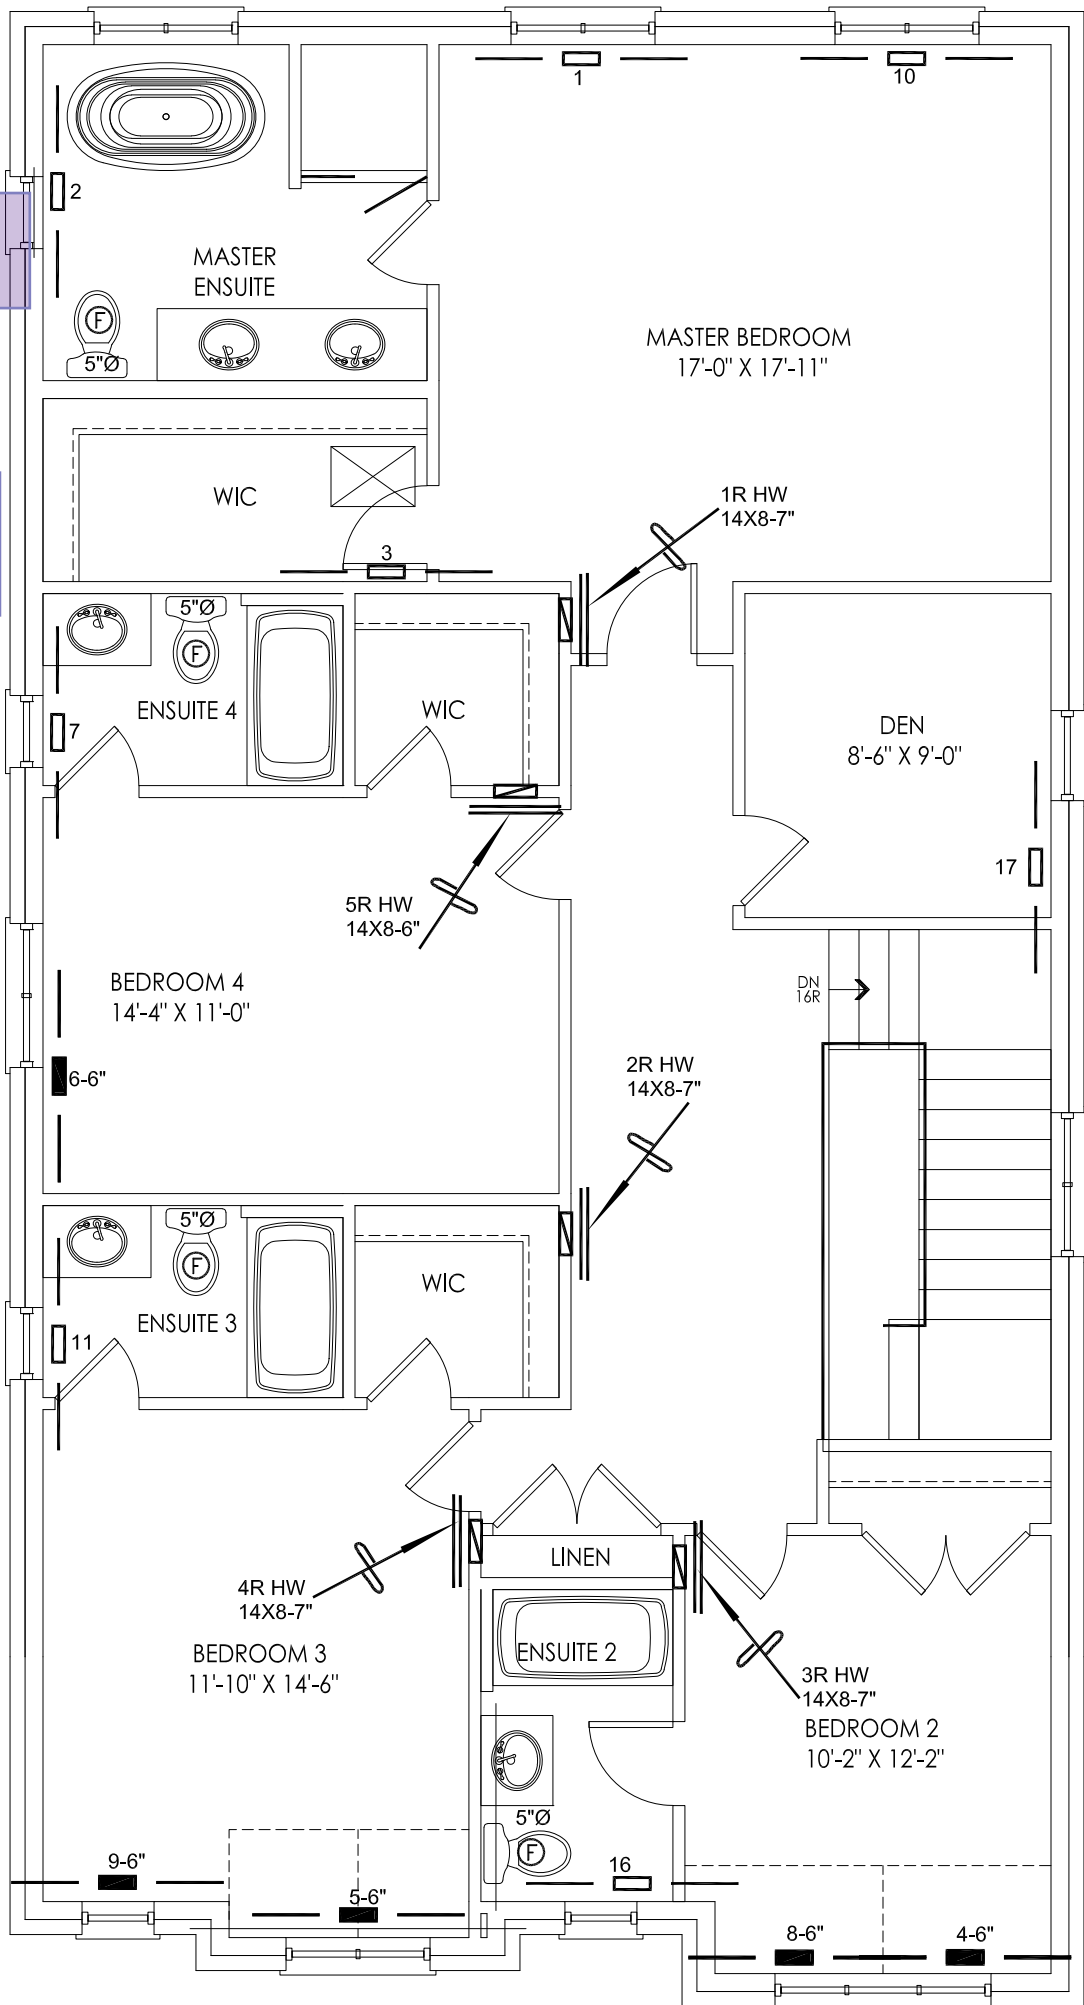 1
10
2
MASTER
ENSUITE
F
5"Ø
MASTER BEDROOM
17'-0" X 17'-11"
WIC
1R HW
14X8-7"
3
5"Ø
F
ENSUITE 4
WIC
7
DEN
8'-6" X 9'-0"
17
5R HW
14X8-6"
BEDROOM 4
14'-4" X 11'-0"
DN
16R
6-6"
2R HW
14X8-7"
5"Ø
F
ENSUITE 3
WIC
11
LINEN
4R HW
14X8-7"
BEDROOM 3
11'-10" X 14'-6"
ENSUITE 2
3R HW
14X8-7"
BEDROOM 2
10'-2" X 12'-2"
5"Ø
F
16
9-6"
5-6"
8-6"
4-6"